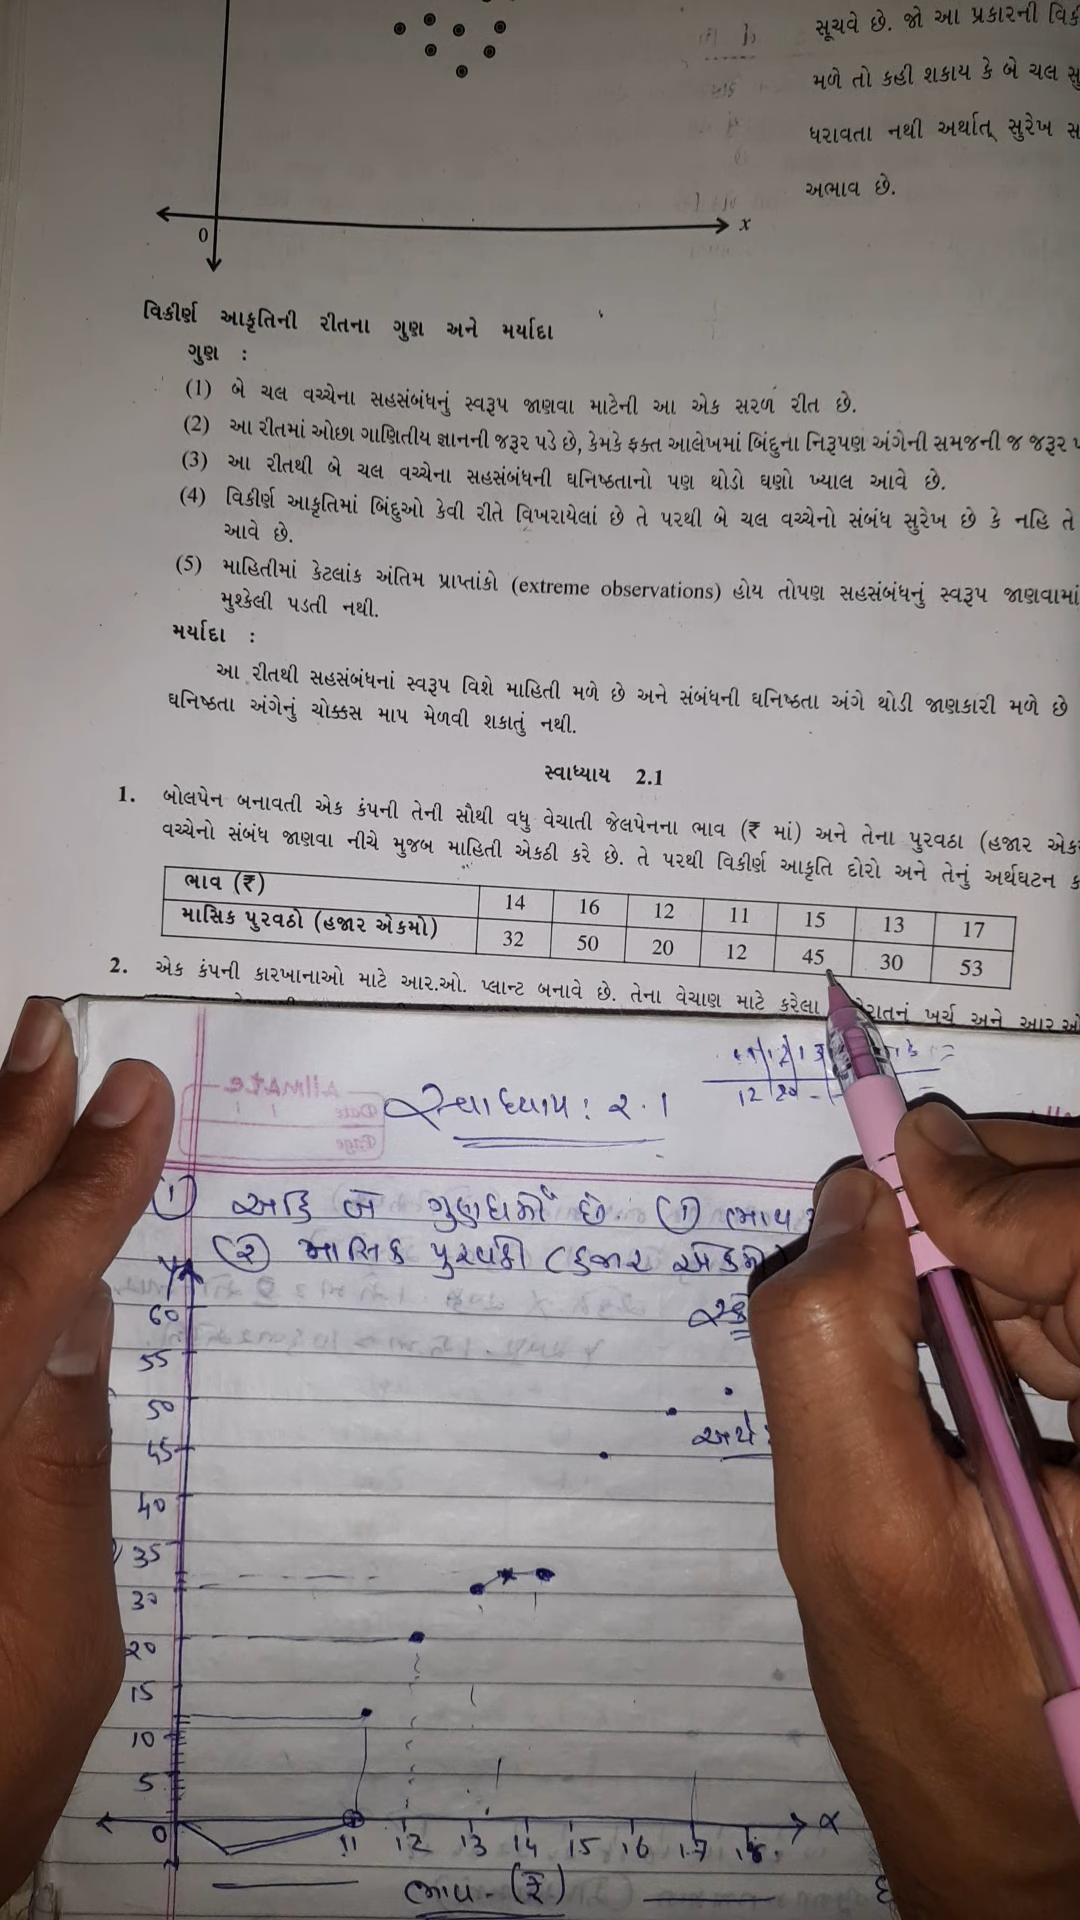 સૂચવે છે. જો આ પ્રકારની
મળે તો કહી શકાય કે બે ચલ
ધરાવતા નથી અર્થાત્ સુરેખ
અભાવ છે.
x
0
વિકીર્ણ આકૃતિની રીતના ગુણ અને મર્યાદા
ગુણ :
(1) બે ચલ વચ્ચેના સહસંબંધનું સ્વરૂપ જાણવા માટેની આ એક સરળ રીત છે.
(2) આ રીતમાં ઓછા ગાણિતીય જ્ઞાનની જરૂર પડે છે, કેમકે ફક્ત આલેખમાં બિંદુના નિરૂપણ અંગેની સમજની જ જરૂર
(3) આ રીતથી બે ચલ વચ્ચેના સહસંબંધની ઘનિષ્ઠતાનો પણ થોડો ઘણો ખ્યાલ આવે છે.
(4) વિકીર્ણ આકૃતિમાં બિંદુઓ કેવી રીતે વિખરાયેલાં છે તે પરથી બે ચલ વચ્ચેનો સંબંધ સુરેખ છે કે નહિ તે
આવે છે.
(5) માહિતીમાં કેટલાંક અંતિમ પ્રાપ્તાંકો (extreme observations) હોય તોપણ સહસંબંધનું સ્વરૂપ જાણવામાં
મુશ્કેલી પડતી નથી.
મર્યાદા :
આ રીતથી સહસંબંધનાં સ્વરૂપ વિશે માહિતી મળે છે અને સંબંધની ઘનિષ્ઠતા અંગે થોડી જાણકારી મળે છે
ઘનિષ્ઠતા અંગેનું ચોક્કસ માપ મેળવી શકાતું નથી.
સ્વાધ્યાય 2.1
1. બોલપેન બનાવતી એક કંપની તેની સૌથી વધુ વેચાતી જેલપેનના ભાવ (₹ માં) અને તેના પુરવઠા (હજાર
વચ્ચેનો સંબંધ જાણવા નીચે મુજબ માહિતી એકઠી કરે છે. તે પરથી વિકીર્ણ આકૃતિ દોરો અને તેનું અર્થઘટન
ભાવ (₹) 14 16 12 11 15 13 17
માસિક પુરવઠો (હજાર એકમો) 32 50 20 12 45 30 53
2. એક કંપની કારખાનાઓ માટે આર.ઓ. પ્લાન્ટ બનાવે છે. તેના વેચાણ માટે કરેલા ખર્ચ અને
11 12 13
12 20
સ્વાધ્યાય : ૨.૧
① અહિ બે ગુણધર્મો છે. ① ભાવ
② માસિક પુરવઠો (હજાર એકમો)
Y
60
55
50
45
40
35
30
20
15
10
5
0 11 12 13 14 15 16 17 18 x
ભાવ - (₹)